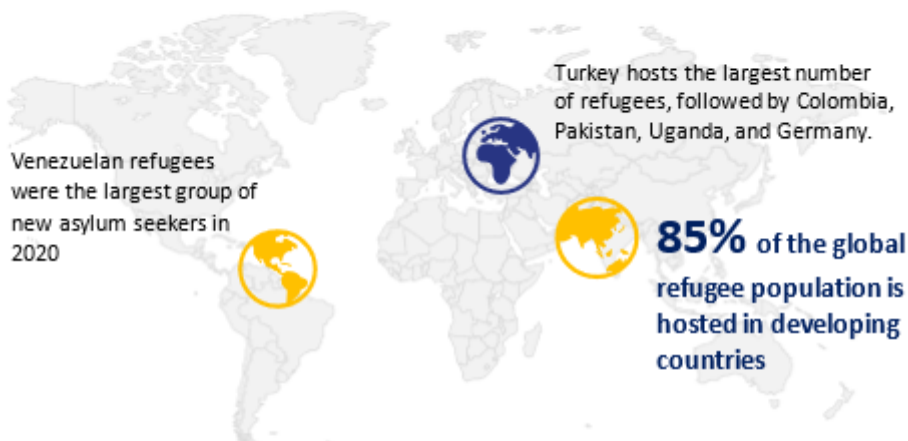 Turkey hosts the largest number
of refugees, followed by Colombia,
Pakistan, Uganda, and Germany.
Venezuelan refugees
were the largest group of
new asylum seekers in
2020
85% of the global
refugee population is
hosted in developing
countries